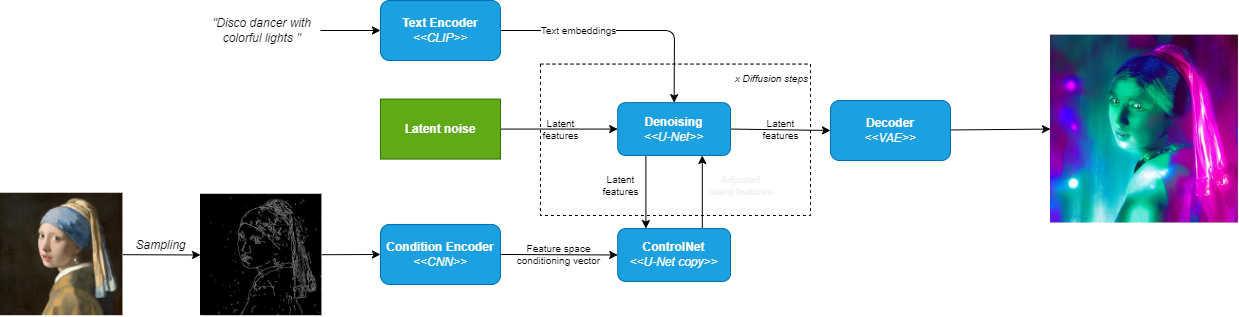 "Disco dancer with
colorful lights "
Text Encoder
<<CLIP>>
Text embeddings
x Diffusion steps
Latent noise
Latent
features
Denoising
<<U-Net>>
Latent
features
Decoder
<<VAE>>
Latent
features
Adjusted
latent features
Sampling
Condition Encoder
<<CNN>>
Feature space
conditioning vector
ControlNet
<<U-Net copy>>